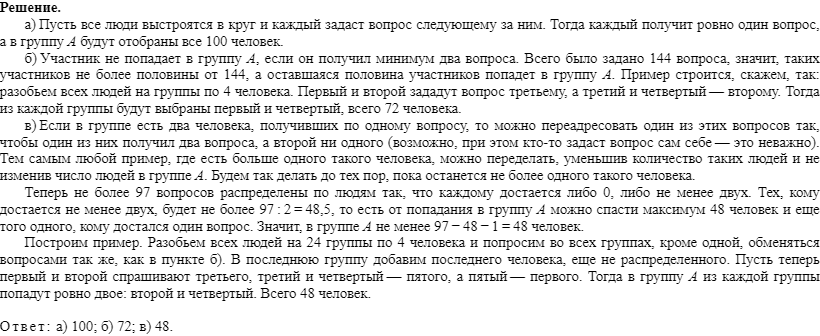 Решение.
а) Пусть все люди выстроятся в круг и каждый задаст вопрос следующему за ним. Тогда каждый получит ровно один вопрос,
а в группу A будут отобраны все 100 человек.
б) Участник не попадает в группу A, если он получил минимум два вопроса. Всего было задано 144 вопроса, значит, таких
участников не более половины от 144, а оставшаяся половина участников попадет в группу A. Пример строится, скажем, так:
разобьем всех людей на группы по 4 человека. Первый и второй зададут вопрос третьему, а третий и четвертый — второму. Тогда
из каждой группы будут выбраны первый и четвертый, всего 72 человека.
в) Если в группе есть два человека, получивших по одному вопросу, то можно переадресовать один из этих вопросов так,
чтобы один из них получил два вопроса, а второй ни одного (возможно, при этом кто-то задаст вопрос сам себе — это неважно).
Тем самым любой пример, где есть больше одного такого человека, можно переделать, уменьшив количество таких людей и не
изменив число людей в группе A. Будем так делать до тех пор, пока останется не более одного такого человека.
Теперь не более 97 вопросов распределены по людям так, что каждому достается либо 0, либо не менее двух. Тех, кому
достается не менее двух, будет не более 97 : 2 = 48,5, то есть от попадания в группу A можно спасти максимум 48 человек и еще
того одного, кому достался один вопрос. Значит, в группе A не менее 97 − 48 − 1 = 48 человек.
Построим пример. Разобьем всех людей на 24 группы по 4 человека и попросим во всех группах, кроме одной, обменяться
вопросами так же, как в пункте б). В последнюю группу добавим последнего человека, еще не распределенного. Пусть теперь
первый и второй спрашивают третьего, третий и четвертый — пятого, а пятый — первого. Тогда в группу A из каждой группы
попадут ровно двое: второй и четвертый. Всего 48 человек.
Ответ: а) 100; б) 72; в) 48.